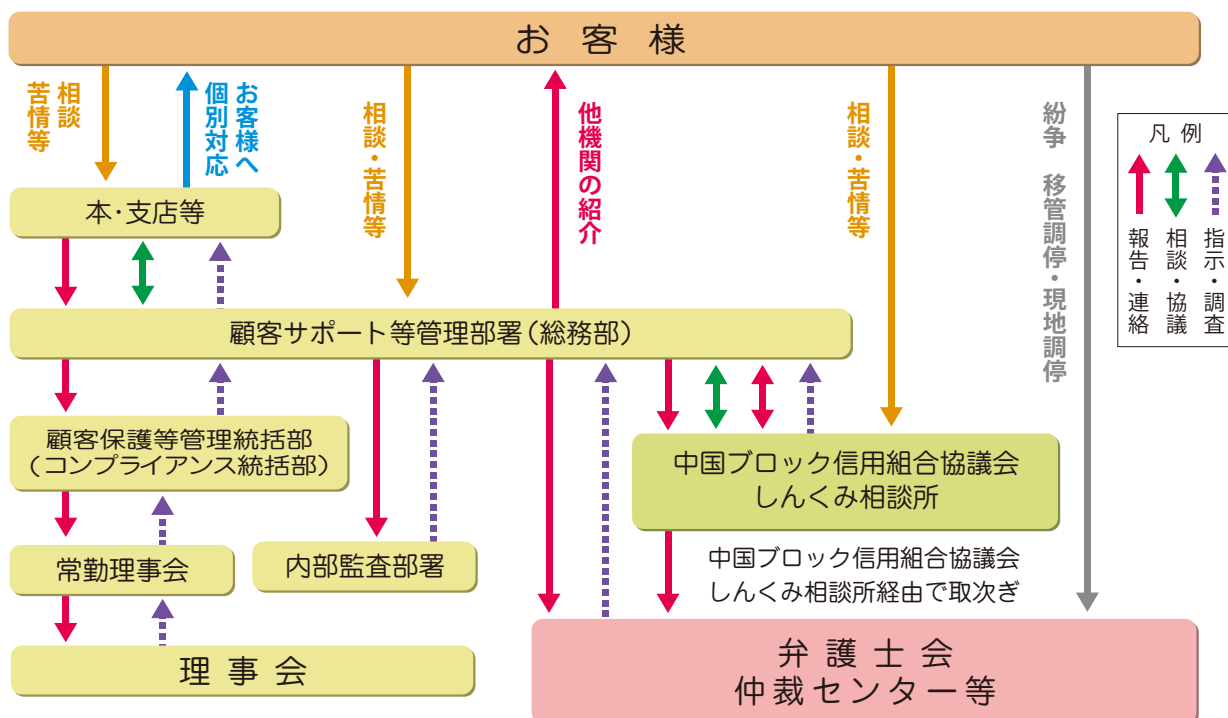 お客様
相談
苦情等
お客様へ
個別対応
相談・苦情等
他機関の紹介
相談・苦情等
紛争 移管調停・現地調停
凡例
報告・連絡
相談・協議
指示・調査
本・支店等
顧客サポート等管理部署(総務部)
顧客保護等管理統括部
(コンプライアンス統括部)
中国ブロック信用組合協議会
しんくみ相談所
常勤理事会
内部監査部署
中国ブロック信用組合協議会
しんくみ相談所経由で取次ぎ
理事会
弁護士会
仲裁センター等